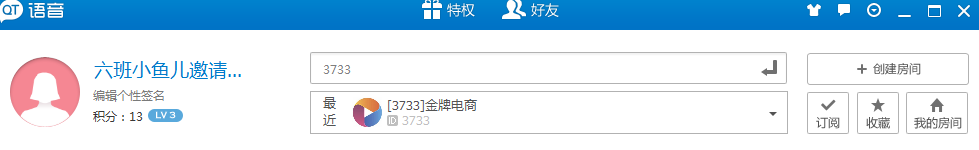 QT 语音
特权
好友
六班小鱼儿邀请...
编辑个性签名
积分：13 LV 3
3733
最近
[3733]金牌电商
ID 3733
创建房间
订阅
收藏
我的房间